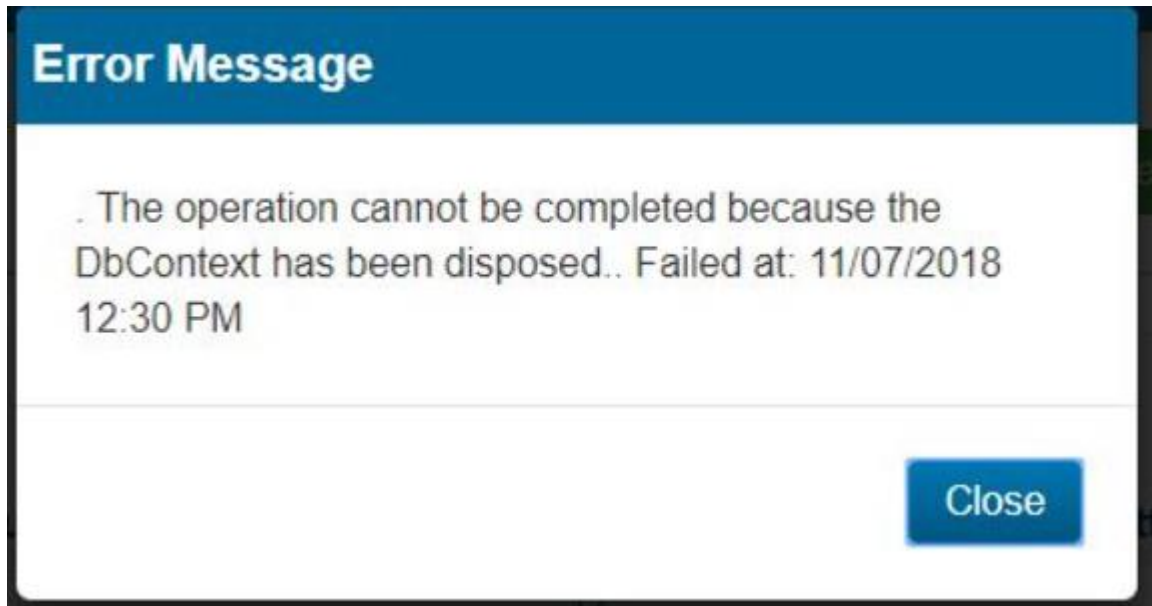 Error Message
. The operation cannot be completed because the
DbContext has been disposed.. Failed at: 11/07/2018
12:30 PM
Close